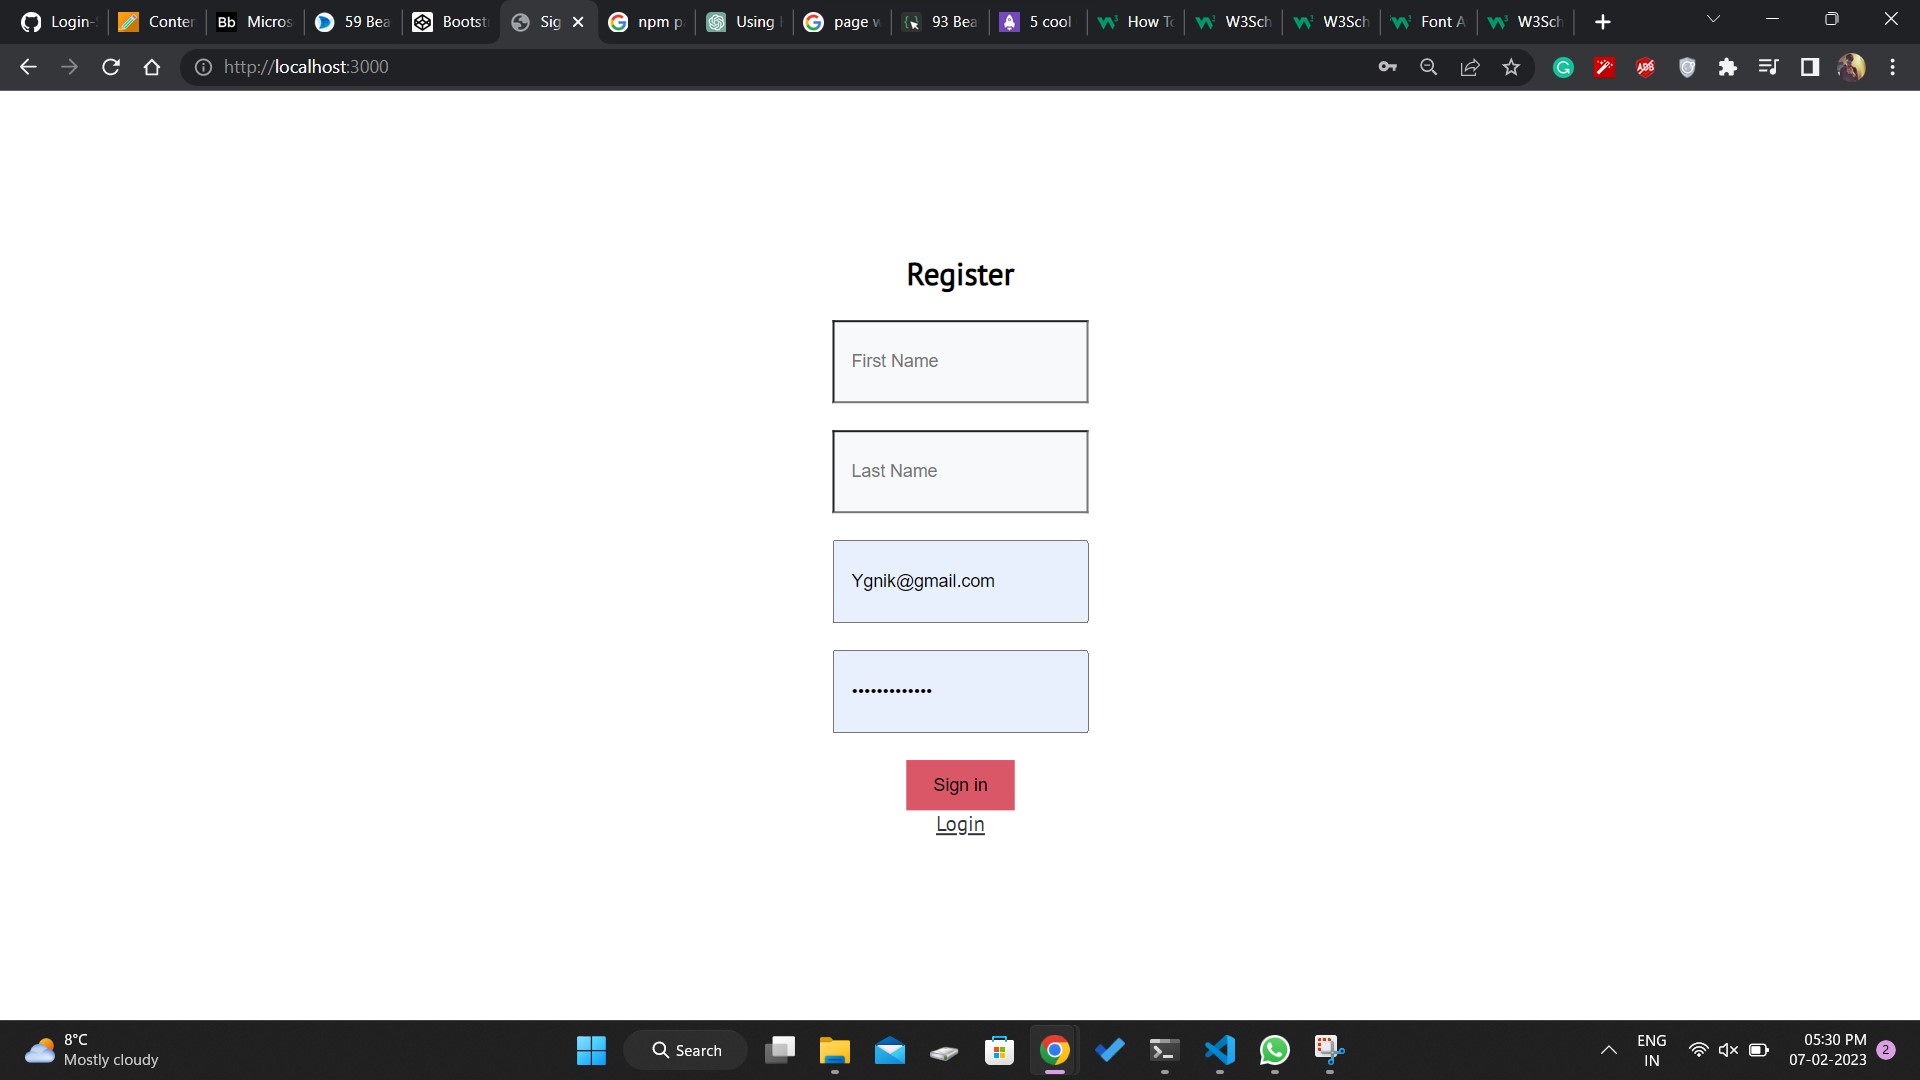 Login-
Conter
Bb Micros
59 Bea
Bootst
Sig
npm p
Using
page w
93 Bea
5 cool
How To
W3Sch
W3Sch
Font A
W3Sch
http://localhost:3000
Register
First Name
Last Name
Ygnik@gmail.com
•••••••••••••
Sign in
Login
8°C
Mostly cloudy
Search
ENG
IN
05:30 PM
07-02-2023
2